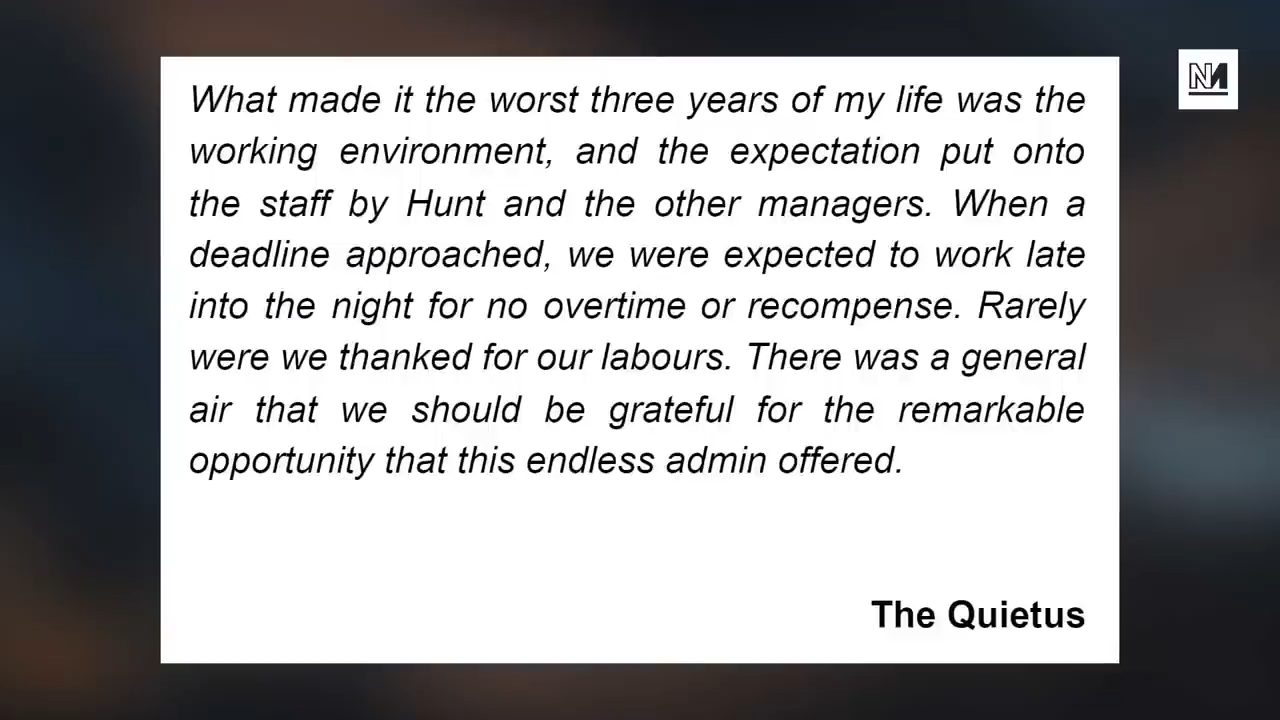 What made it the worst three years of my life was the
working environment, and the expectation put onto
the staff by Hunt and the other managers. When a
deadline approached, we were expected to work late
into the night for no overtime or recompense. Rarely
were we thanked for our labours. There was a general
air that we should be grateful for the remarkable
opportunity that this endless admin offered.
The Quietus
NM